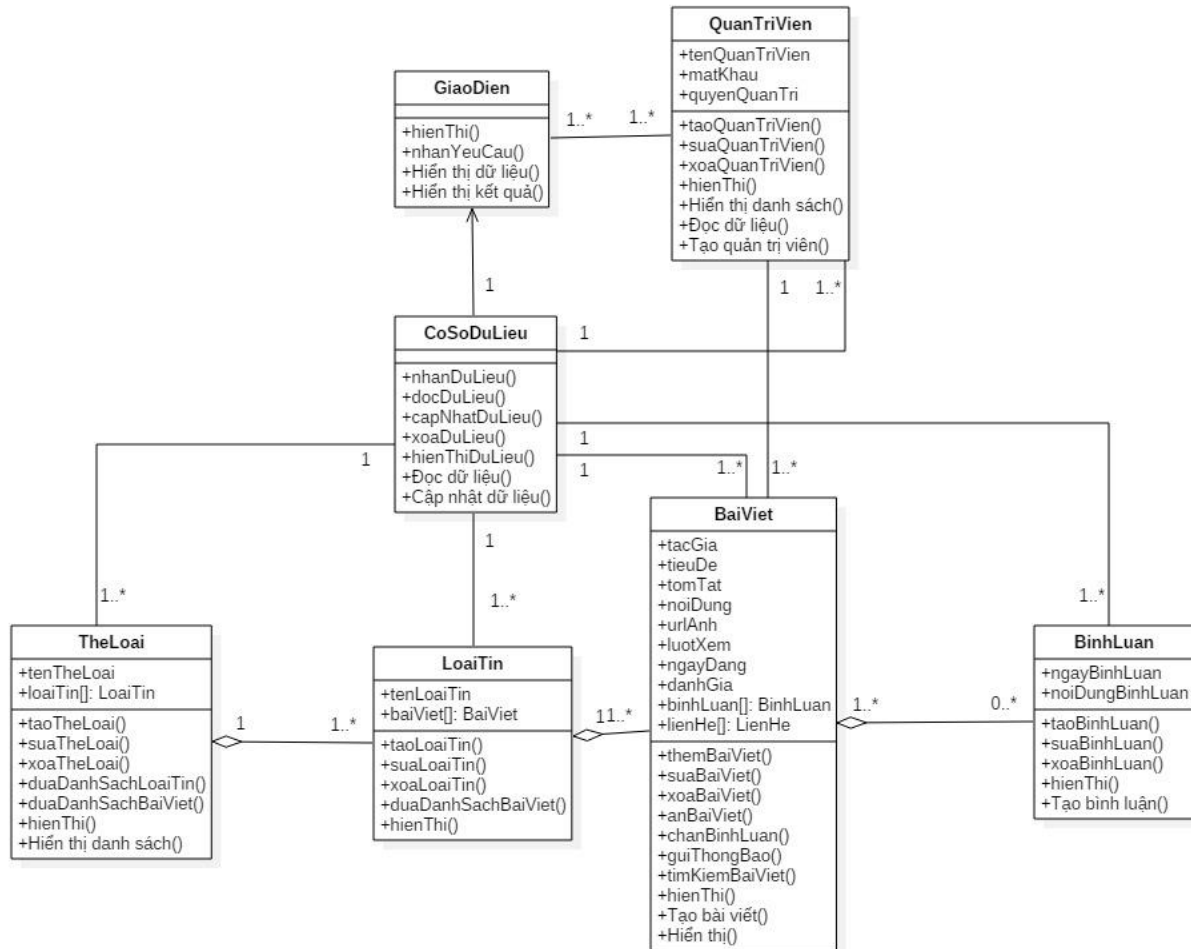 QuanTriVien
+tenQuanTriVien
+matKhau
+quyenQuanTri
+taoQuanTriVien()
+suaQuanTriVien()
+xoaQuanTriVien()
+hienThi()
+Hiển thị danh sách()
+Đọc dữ liệu()
+Tạo quản trị viên()
GiaoDien
+hienThi()
+nhanYeuCau()
+Hiển thị dữ liệu()
+Hiển thị kết quả()
1..*
1..*
1
1
1..*
CoSoDuLieu
+nhanDuLieu()
+docDuLieu()
+capNhatDuLieu()
+xoaDuLieu()
+hienThiDuLieu()
+Đọc dữ liệu()
+Cập nhật dữ liệu()
1
1
1
1
1
1..*
1..*
1..*
1..*
1..*
TheLoai
+tenTheLoai
+loaiTin[]: LoaiTin
+taoTheLoai()
+suaTheLoai()
+xoaTheLoai()
+duaDanhSachLoaiTin()
+duaDanhSachBaiViet()
+hienThi()
+Hiển thị danh sách()
1
1..*
LoaiTin
+tenLoaiTin
+baiViet[]: BaiViet
+taoLoaiTin()
+suaLoaiTin()
+xoaLoaiTin()
+duaDanhSachBaiViet()
+hienThi()
1
1..*
BaiViet
+tacGia
+tieuDe
+tomTat
+noiDung
+urlAnh
+luotXem
+ngayDang
+danhGia
+binhLuan[]: BinhLuan
+lienHe[]: LienHe
+themBaiViet()
+suaBaiViet()
+xoaBaiViet()
+anBaiViet()
+chanBinhLuan()
+guiThongBao()
+timKiemBaiViet()
+hienThi()
+Tạo bài viết()
+Hiển thị()
1..*
0..*
BinhLuan
+ngayBinhLuan
+noiDungBinhLuan
+taoBinhLuan()
+suaBinhLuan()
+xoaBinhLuan()
+hienThi()
+Tạo bình luận()